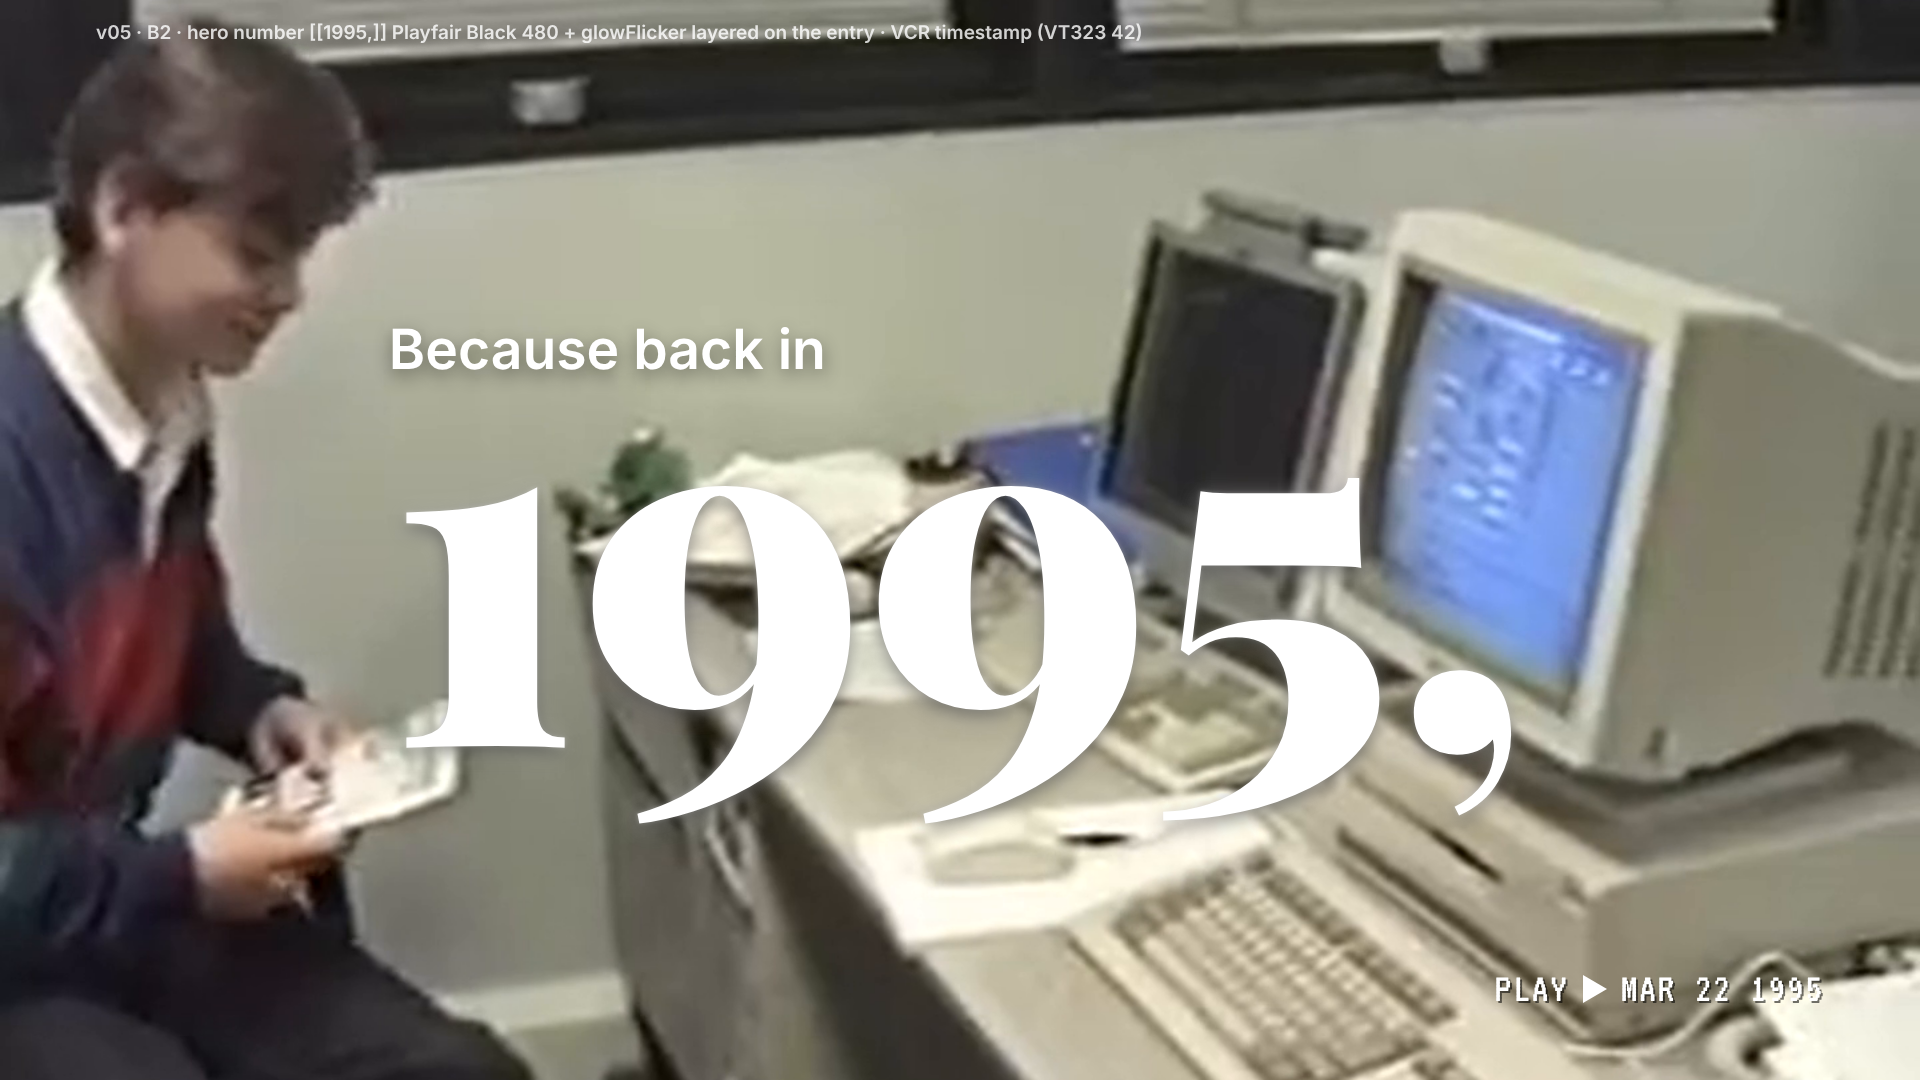 v05 · B2 · hero number [[1995,]] Playfair Black 480 + glowFlicker layered on the entry · VCR timestamp (VT323 42)
Because back in
1995,
PLAY ▶ MAR 22 1995